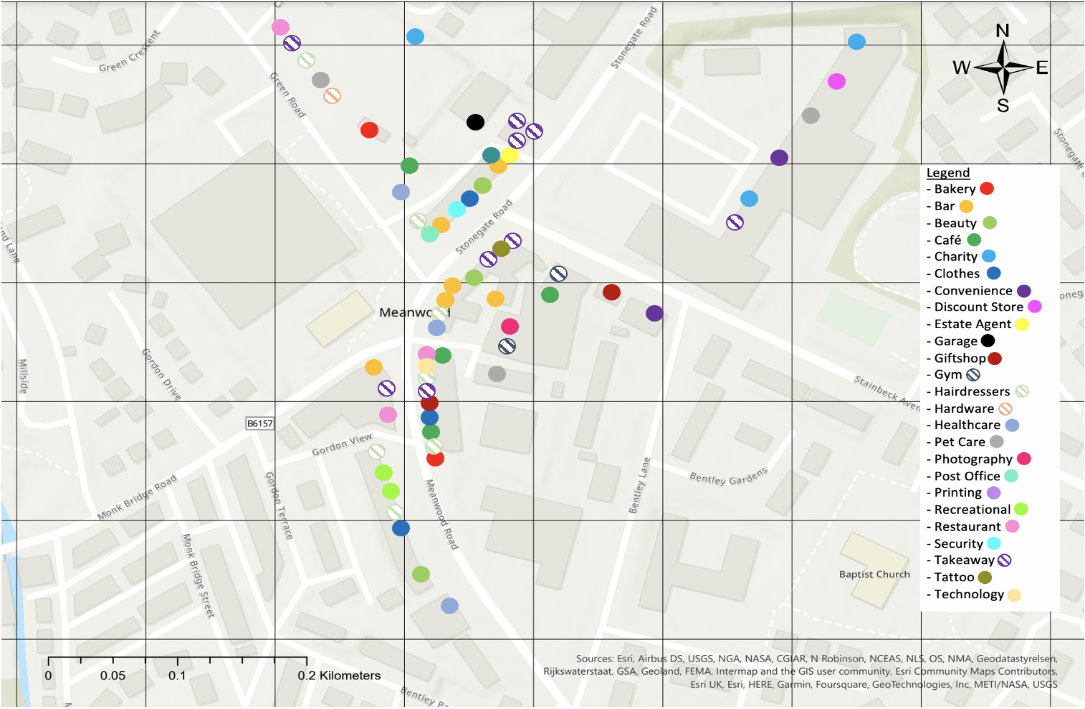 Green Crescent
Green Road
Stonegate Road
N
W
E
S
Stonegate
Stonegate Road
Meanwood
Millside
Gordon Drive
B6157
Gordon View
Monk Bridge Road
Gordon Terrace
Monk Bridge Street
Meanwood Road
Bentley Lane
Bentley Gardens
Stainbeck Aven
Baptist Church
Legend
- Bakery
- Bar
- Beauty
- Café
- Charity
- Clothes
- Convenience
- Discount Store
- Estate Agent
- Garage
- Giftshop
- Gym
- Hairdressers
- Hardware
- Healthcare
- Pet Care
- Photography
- Post Office
- Printing
- Recreational
- Restaurant
- Security
- Takeaway
- Tattoo
- Technology
0 0.05 0.1 0.2 Kilometers
Sources: Esri, Airbus DS, USGS, NGA, NASA, CGIAR, N Robinson, NCEAS, NLS, OS, NMA, Geodatastyrelsen,
Rijkswaterstaat, GSA, Geoland, FEMA, Intermap and the GIS user community, Esri Community Maps Contributors,
Esri UK, Esri, HERE, Garmin, Foursquare, GeoTechnologies, Inc, METI/NASA, USGS